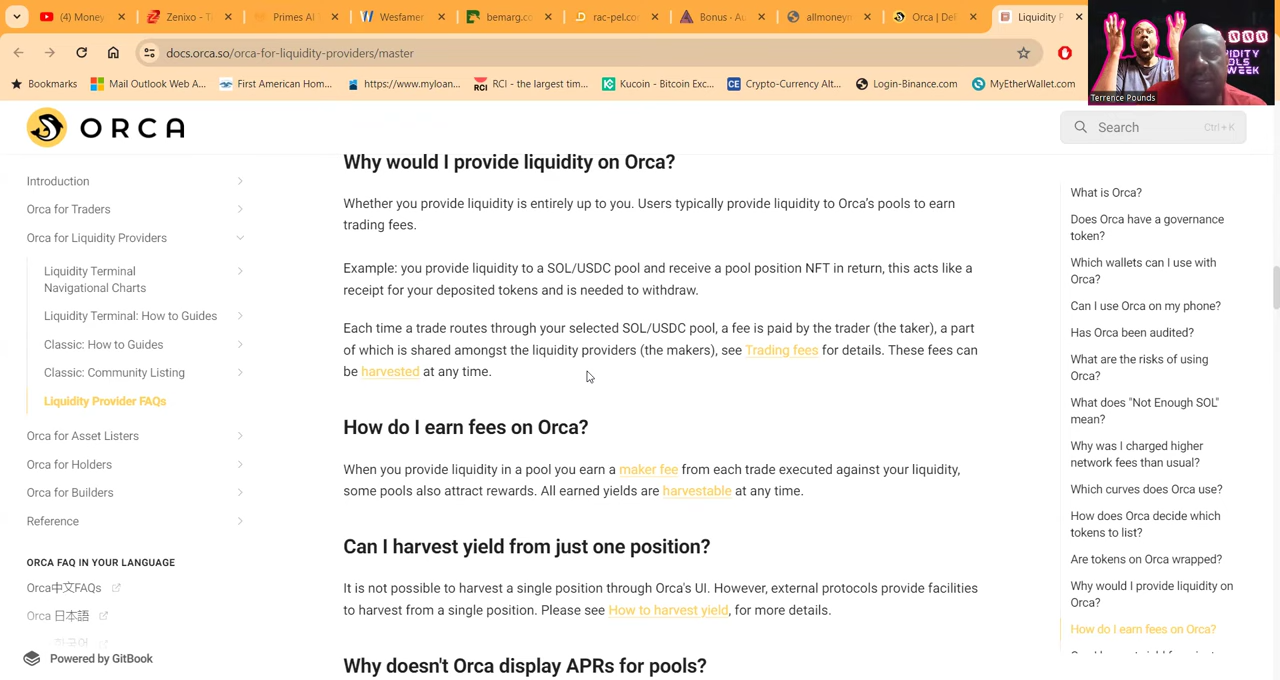 (4) Money
Zenixo - T
Primes AI
Wesfamer
bemarg.c
rac-pel.co
Bonus - Au
allmoneyn
Orca | DeF
Liquidity P
docs.orca.so/orca-for-liquidity-providers/master
Bookmarks
Mail Outlook Web A...
First American Hom...
https://www.myloan...
RCI
RCI - the largest tim...
Kucoin - Bitcoin Exc...
CE
Crypto-Currency Alt...
Login-Binance.com
MyEtherWallet.com
Terrence Pounds
ORCA
Search
Ctrl+K
Introduction
Orca for Traders
Orca for Liquidity Providers
Liquidity Terminal
Navigational Charts
Liquidity Terminal: How to Guides
Classic: How to Guides
Classic: Community Listing
Liquidity Provider FAQs
Orca for Asset Listers
Orca for Holders
Orca for Builders
Reference
ORCA FAQ IN YOUR LANGUAGE
Orca中文FAQs
Orca 日本語
한국어
Powered by GitBook
Why would I provide liquidity on Orca?
Whether you provide liquidity is entirely up to you. Users typically provide liquidity to Orca's pools to earn
trading fees.
Example: you provide liquidity to a SOL/USDC pool and receive a pool position NFT in return, this acts like a
receipt for your deposited tokens and is needed to withdraw.
Each time a trade routes through your selected SOL/USDC pool, a fee is paid by the trader (the taker), a part
of which is shared amongst the liquidity providers (the makers), see Trading fees for details. These fees can
be harvested at any time.
How do I earn fees on Orca?
When you provide liquidity in a pool you earn a maker fee from each trade executed against your liquidity,
some pools also attract rewards. All earned yields are harvestable at any time.
Can I harvest yield from just one position?
It is not possible to harvest a single position through Orca's UI. However, external protocols provide facilities
to harvest from a single position. Please see How to harvest yield, for more details.
Why doesn't Orca display APRs for pools?
What is Orca?
Does Orca have a governance
token?
Which wallets can I use with
Orca?
Can I use Orca on my phone?
Has Orca been audited?
What are the risks of using
Orca?
What does "Not Enough SOL"
mean?
Why was I charged higher
network fees than usual?
Which curves does Orca use?
How does Orca decide which
tokens to list?
Are tokens on Orca wrapped?
Why would I provide liquidity on
Orca?
How do I earn fees on Orca?